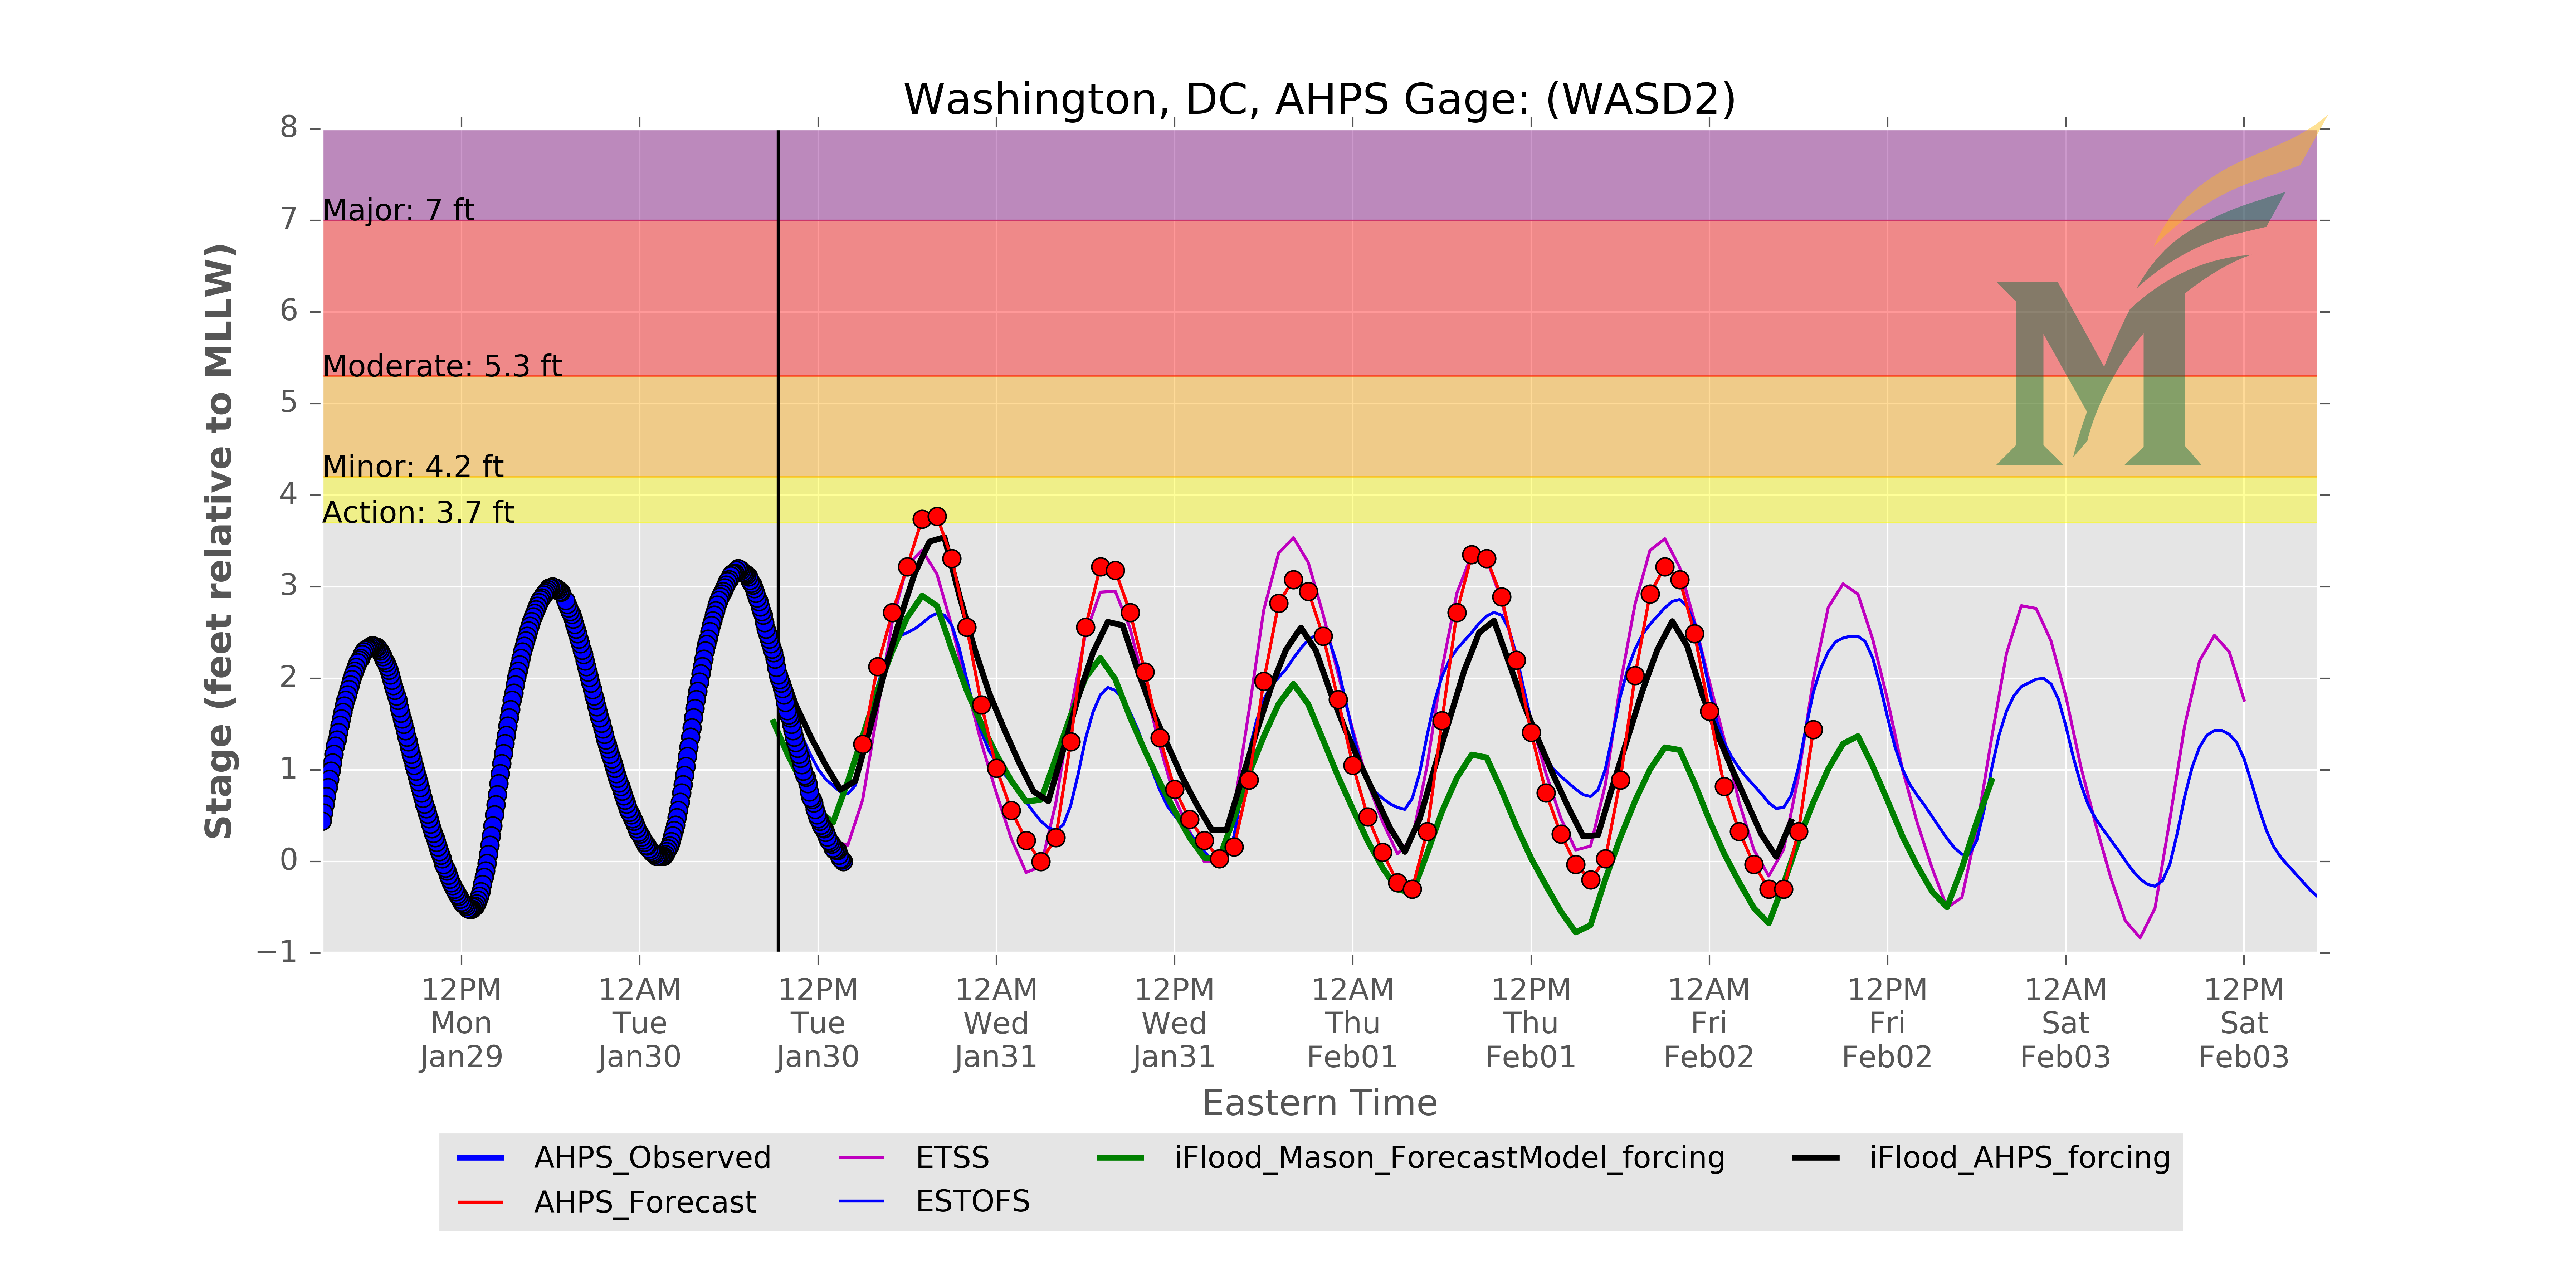 Washington, DC, AHPS Gage: (WASD2)
8
7
6
5
4
3
2
1
0
−1
Stage (feet relative to MLLW)
Major: 7 ft
Moderate: 5.3 ft
Minor: 4.2 ft
Action: 3.7 ft
M
12PM 12AM 12PM 12AM 12PM 12AM 12PM 12AM 12PM 12AM 12PM
Mon Tue Tue Wed Wed Thu Thu Fri Fri Sat Sat
Jan29 Jan30 Jan30 Jan31 Jan31 Feb01 Feb01 Feb02 Feb02 Feb03 Feb03
Eastern Time
AHPS_Observed ETSS iFlood_Mason_ForecastModel_forcing iFlood_AHPS_forcing
AHPS_Forecast ESTOFS